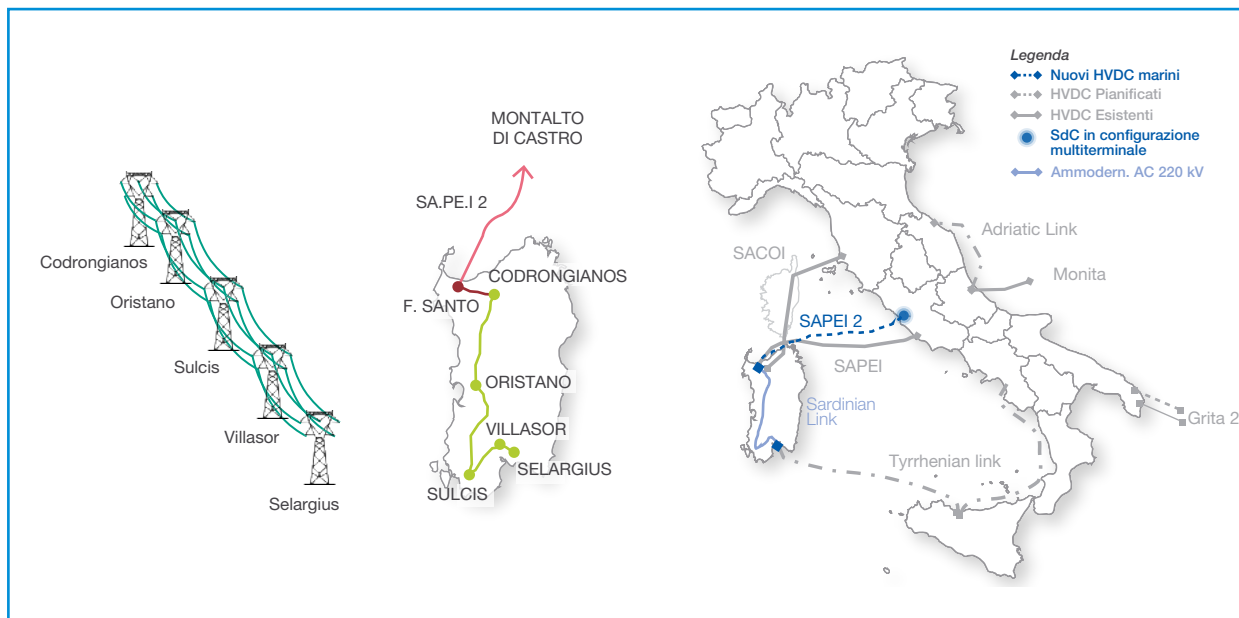 Codrongianos
Oristano
Sulcis
Villasor
Selargius
MONTALTO
DI CASTRO
SA.PE.I 2
CODRONGIANOS
F. SANTO
ORISTANO
VILLASOR
SELARGIUS
SULCIS
Legenda
Nuovi HVDC marini
HVDC Pianificati
HVDC Esistenti
SdC in configurazione
multiterminale
Ammodern. AC 220 kV
Adriatic Link
SACOI
Monita
SAPEI 2
SAPEI
Sardinian
Link
Grita 2
Tyrrhenian link